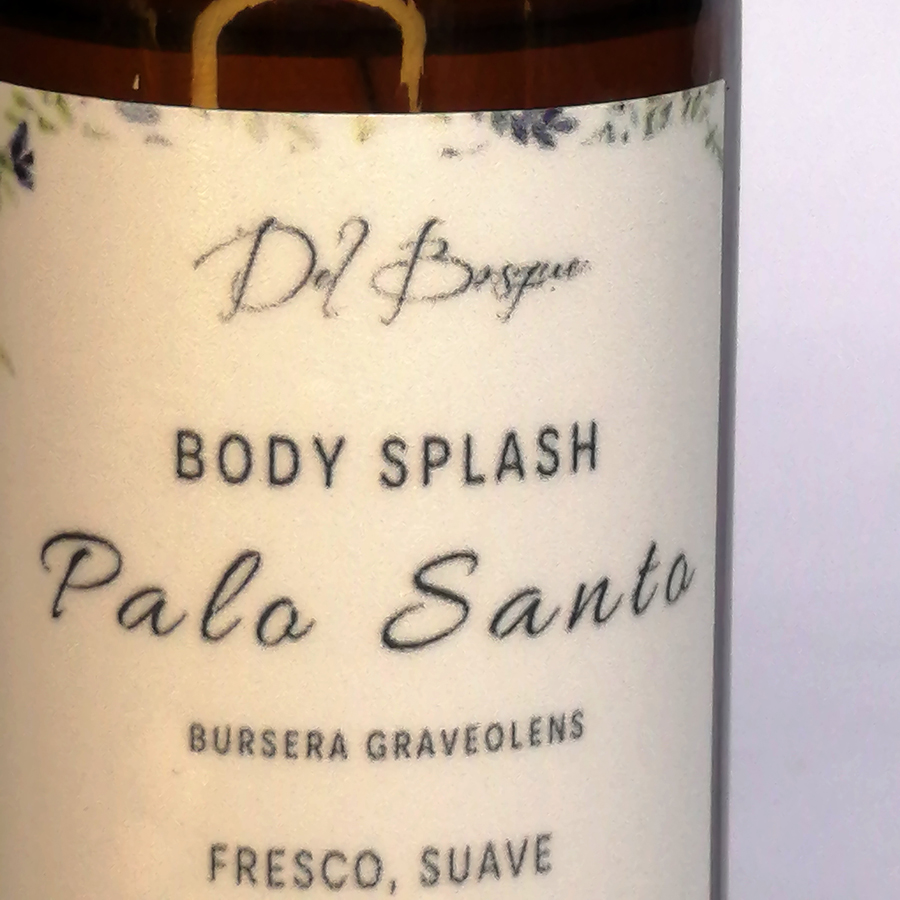 Del Bosque
BODY SPLASH
Palo Santo
BURSERA GRAVEOLENS
FRESCO, SUAVE